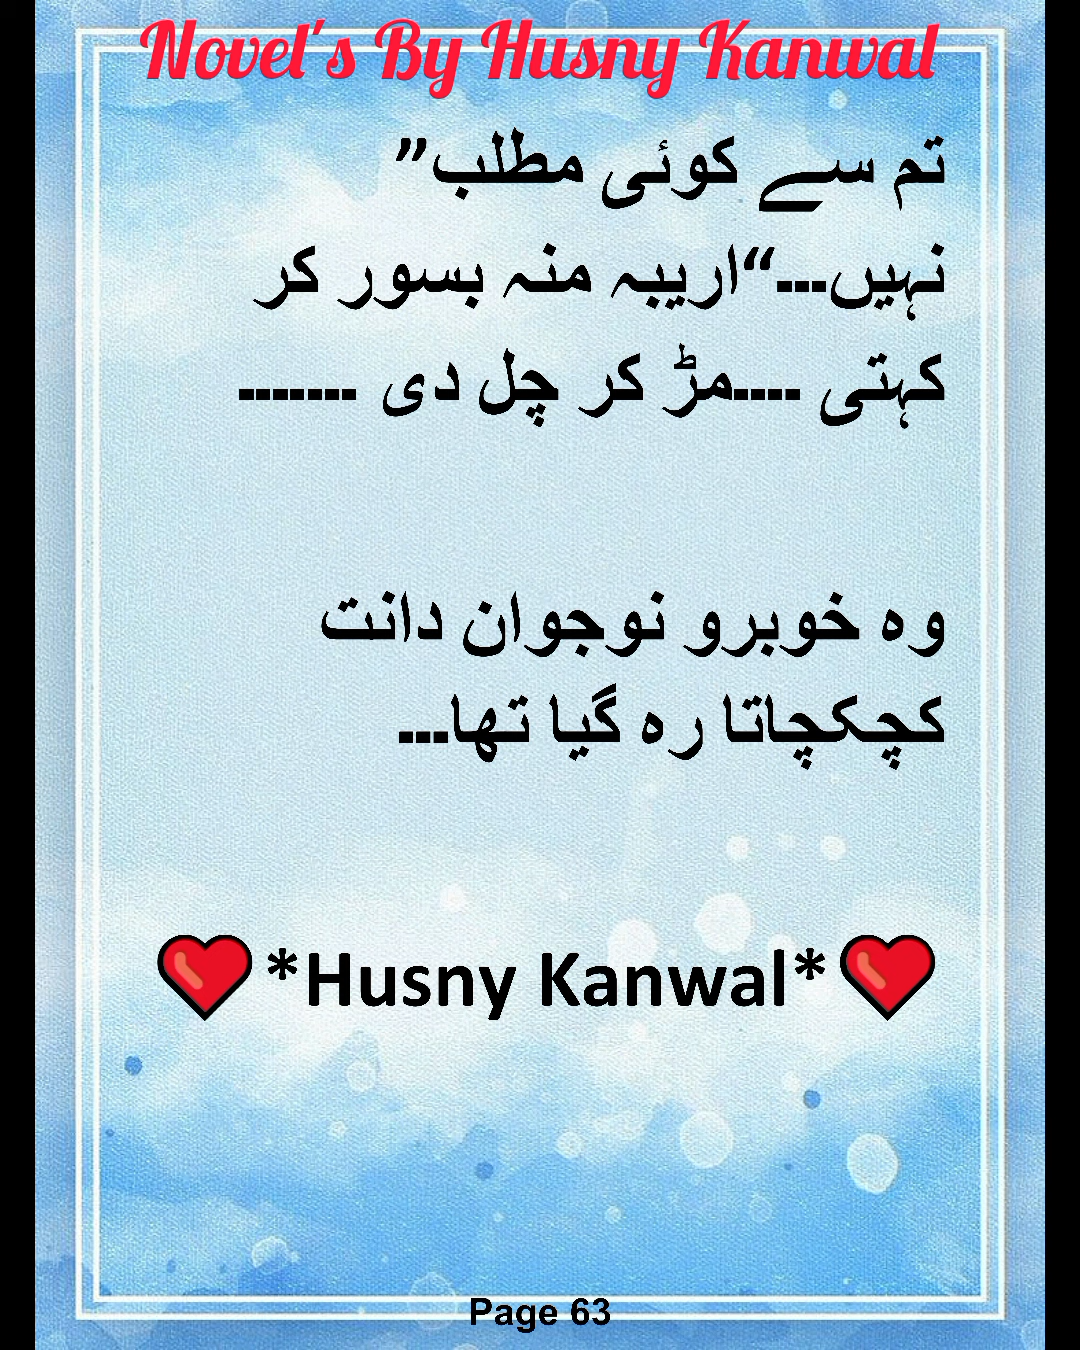 Novel's By Husny Kanwal
تم سے کوئی مطلب”
نہیں...“اریبہ منہ بسور کر
کہتی ....مڑ کر چل دی .......
وہ خوبرو نوجوان دانت
کچکچاتا رہ گیا تھا...
❤️*Husny Kanwal*❤️
Page 63